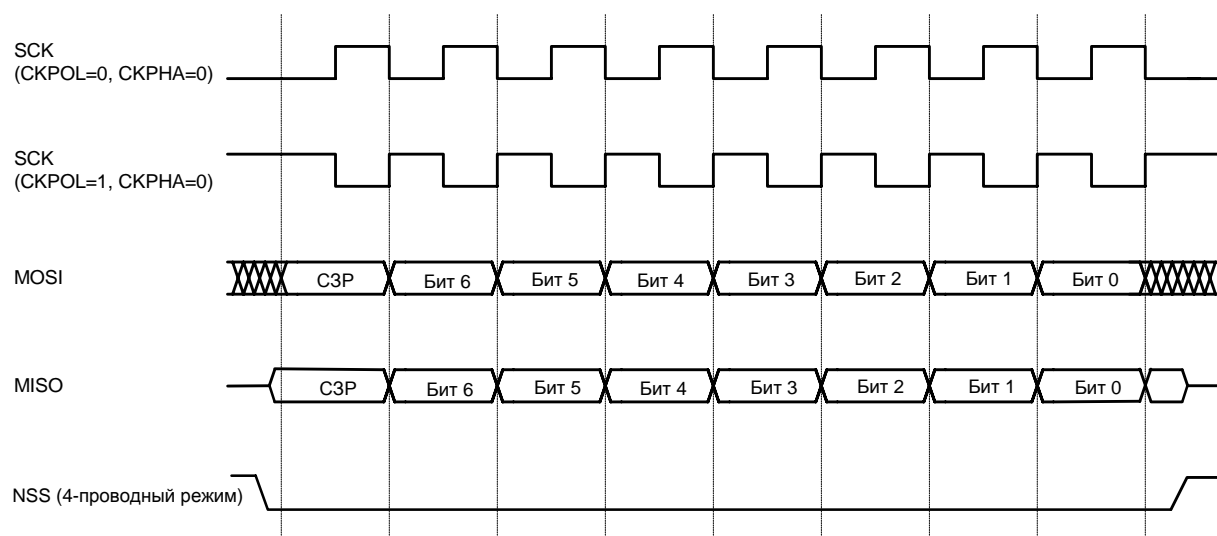 SCK
(CKPOL=0, CKPHA=0)
SCK
(CKPOL=1, CKPHA=0)
MOSI
СЗР Бит 6 Бит 5 Бит 4 Бит 3 Бит 2 Бит 1 Бит 0
MISO
СЗР Бит 6 Бит 5 Бит 4 Бит 3 Бит 2 Бит 1 Бит 0
NSS (4-проводный режим)